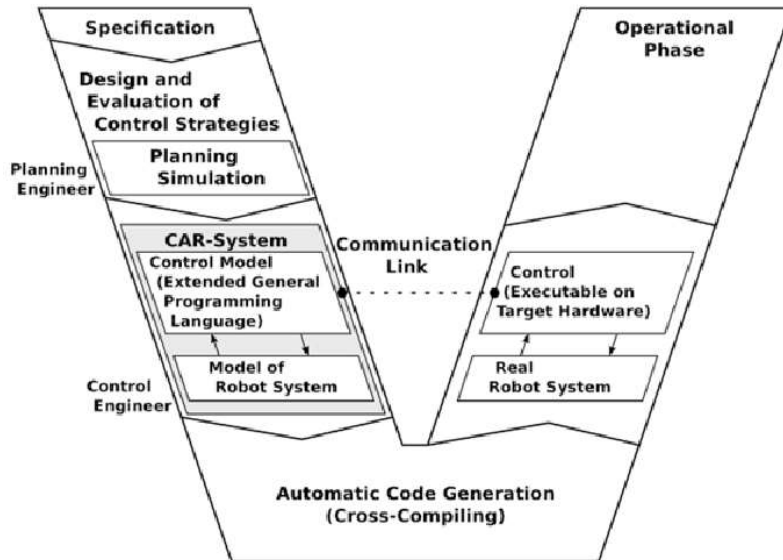 Specification
Design and
Evaluation of
Control Strategies
Planning
Simulation
Planning
Engineer
CAR-System
Control Model
(Extended General
Programming
Language)
Model of
Robot System
Control
Engineer
Communication
Link
Operational
Phase
Control
(Executable on
Target Hardware)
Real
Robot System
Automatic Code Generation
(Cross-Compiling)